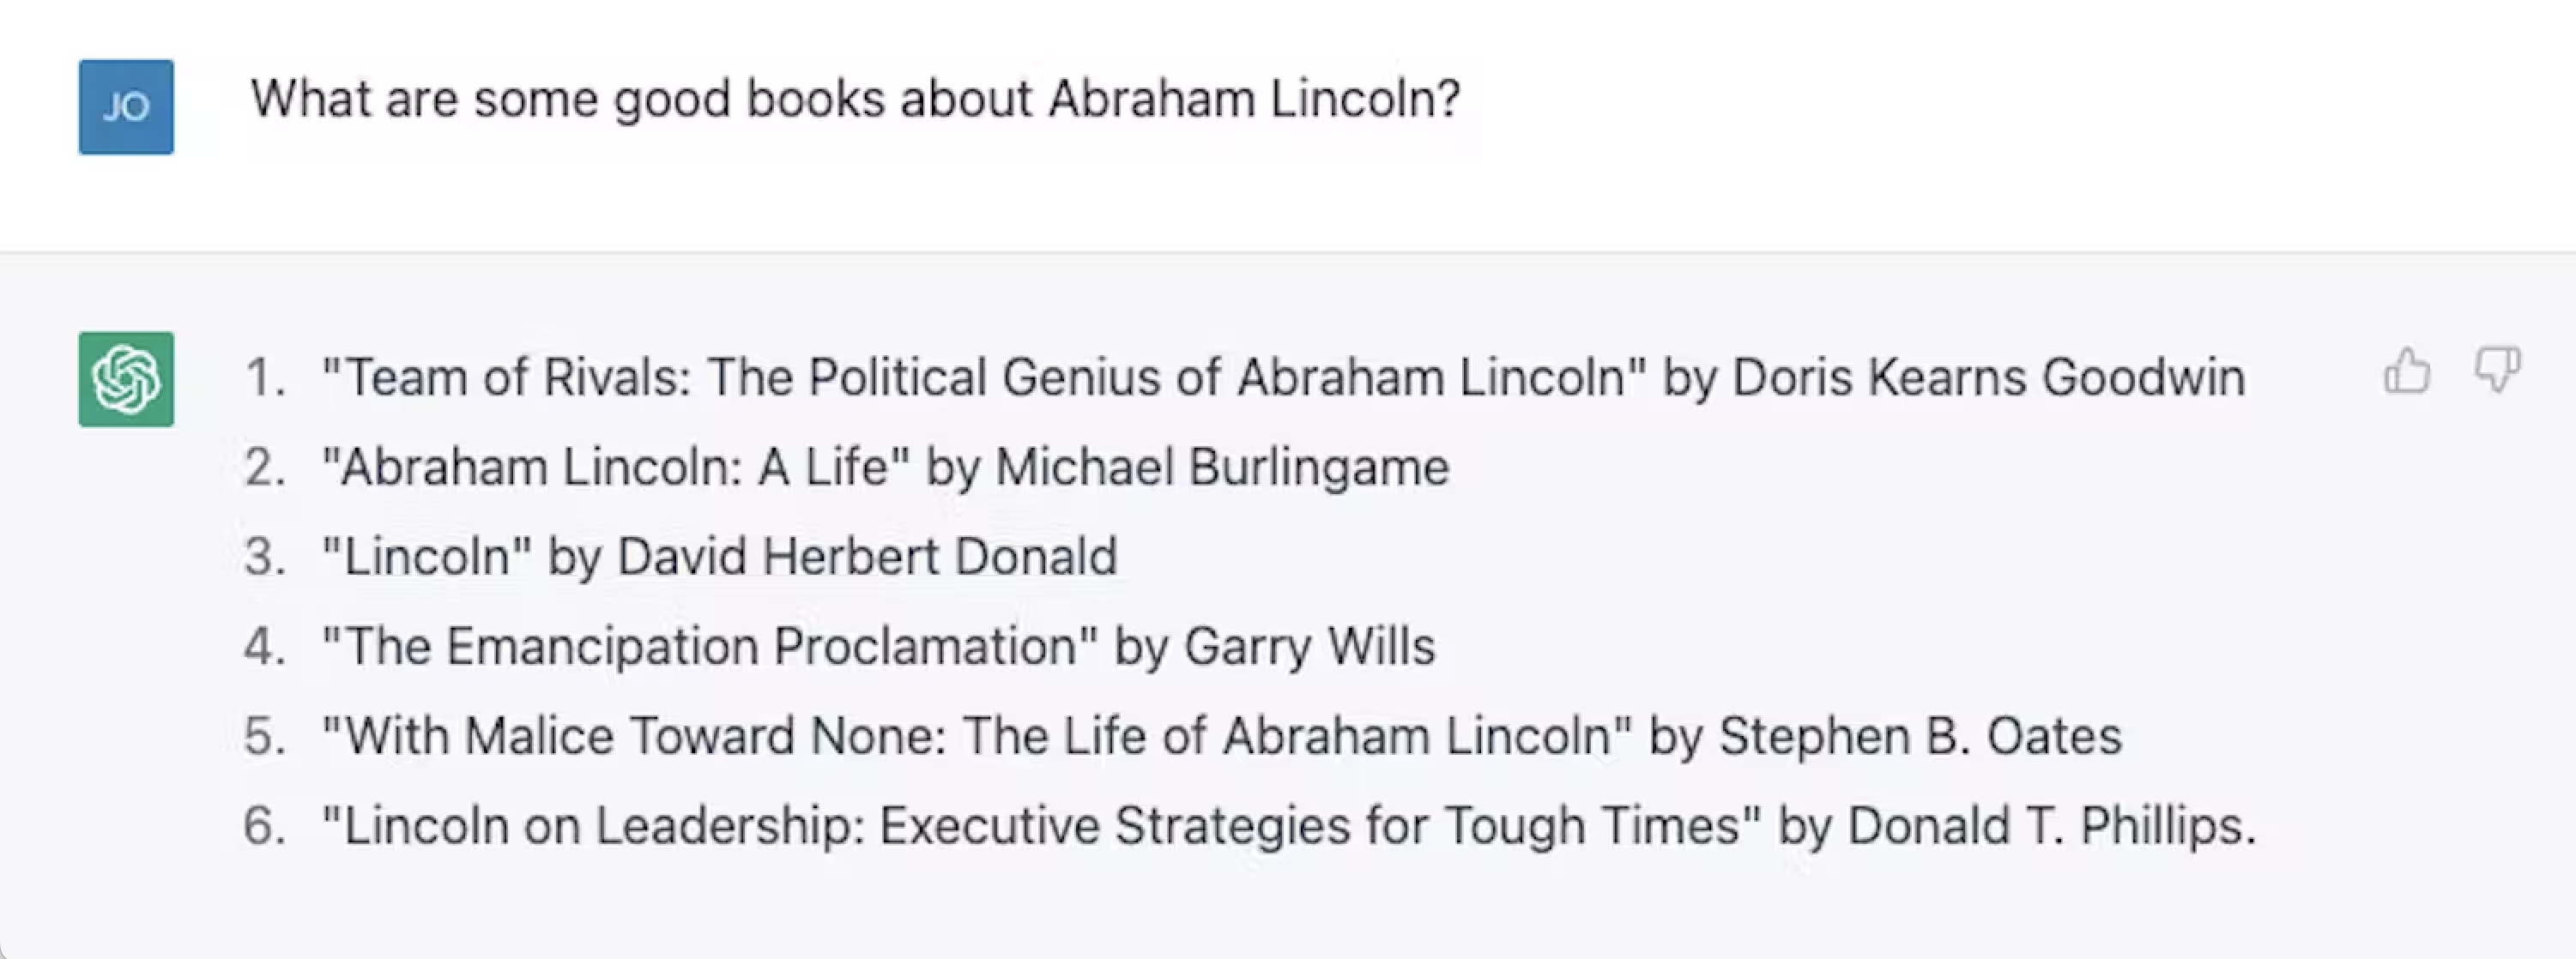 JO
What are some good books about Abraham Lincoln?
1. "Team of Rivals: The Political Genius of Abraham Lincoln" by Doris Kearns Goodwin
2. "Abraham Lincoln: A Life" by Michael Burlingame
3. "Lincoln" by David Herbert Donald
4. "The Emancipation Proclamation" by Garry Wills
5. "With Malice Toward None: The Life of Abraham Lincoln" by Stephen B. Oates
6. "Lincoln on Leadership: Executive Strategies for Tough Times" by Donald T. Phillips.